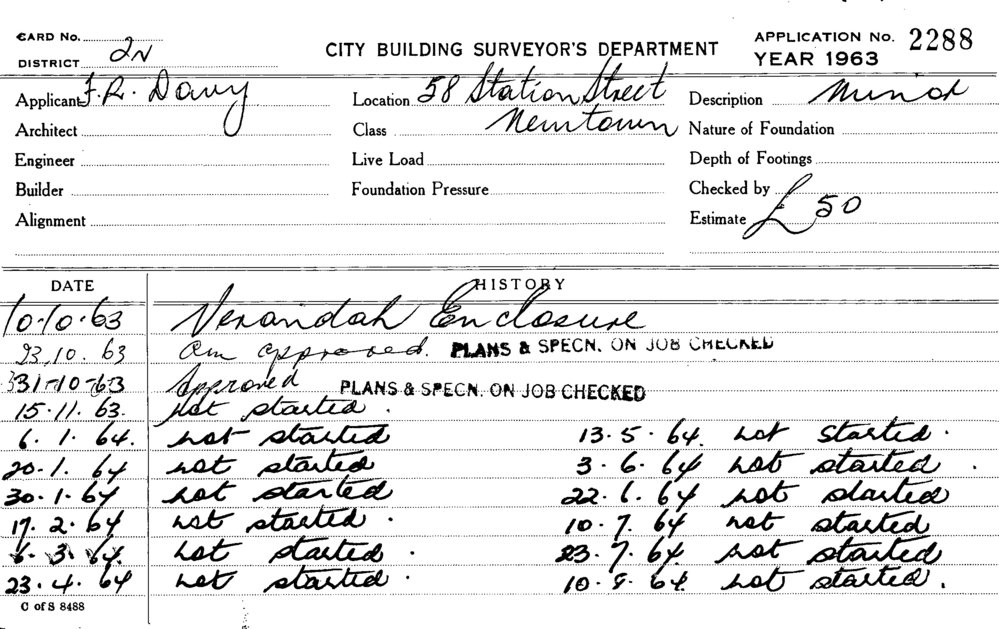 CARD No.
DISTRICT 2N
CITY BUILDING SURVEYOR'S DEPARTMENT
APPLICATION No. 2288
YEAR 1963
Applicant F.R. Davy
Location 58 Station Street
Description Minor
Architect
Class Newtown
Nature of Foundation
Engineer
Live Load
Depth of Footings
Builder
Foundation Pressure
Checked by
Alignment
Estimate £50
DATE HISTORY
10.10.63 Verandah Enclosure
23.10.63 am approved. PLANS & SPECN. ON JOB CHECKED
31-10-63 Approved PLANS & SPECN. ON JOB CHECKED
15.11.63. not started.
6.1.64. not started 13.5.64. not started.
20.1.64 not started 3.6.64 not started.
30.1.64 not started 22.6.64 not started
17.2.64 not started. 10.7.64 not started
6.3.64. not started. 23.7.64 not started
23.4.64 not started. 10.8.64. not started.
C of S 8488